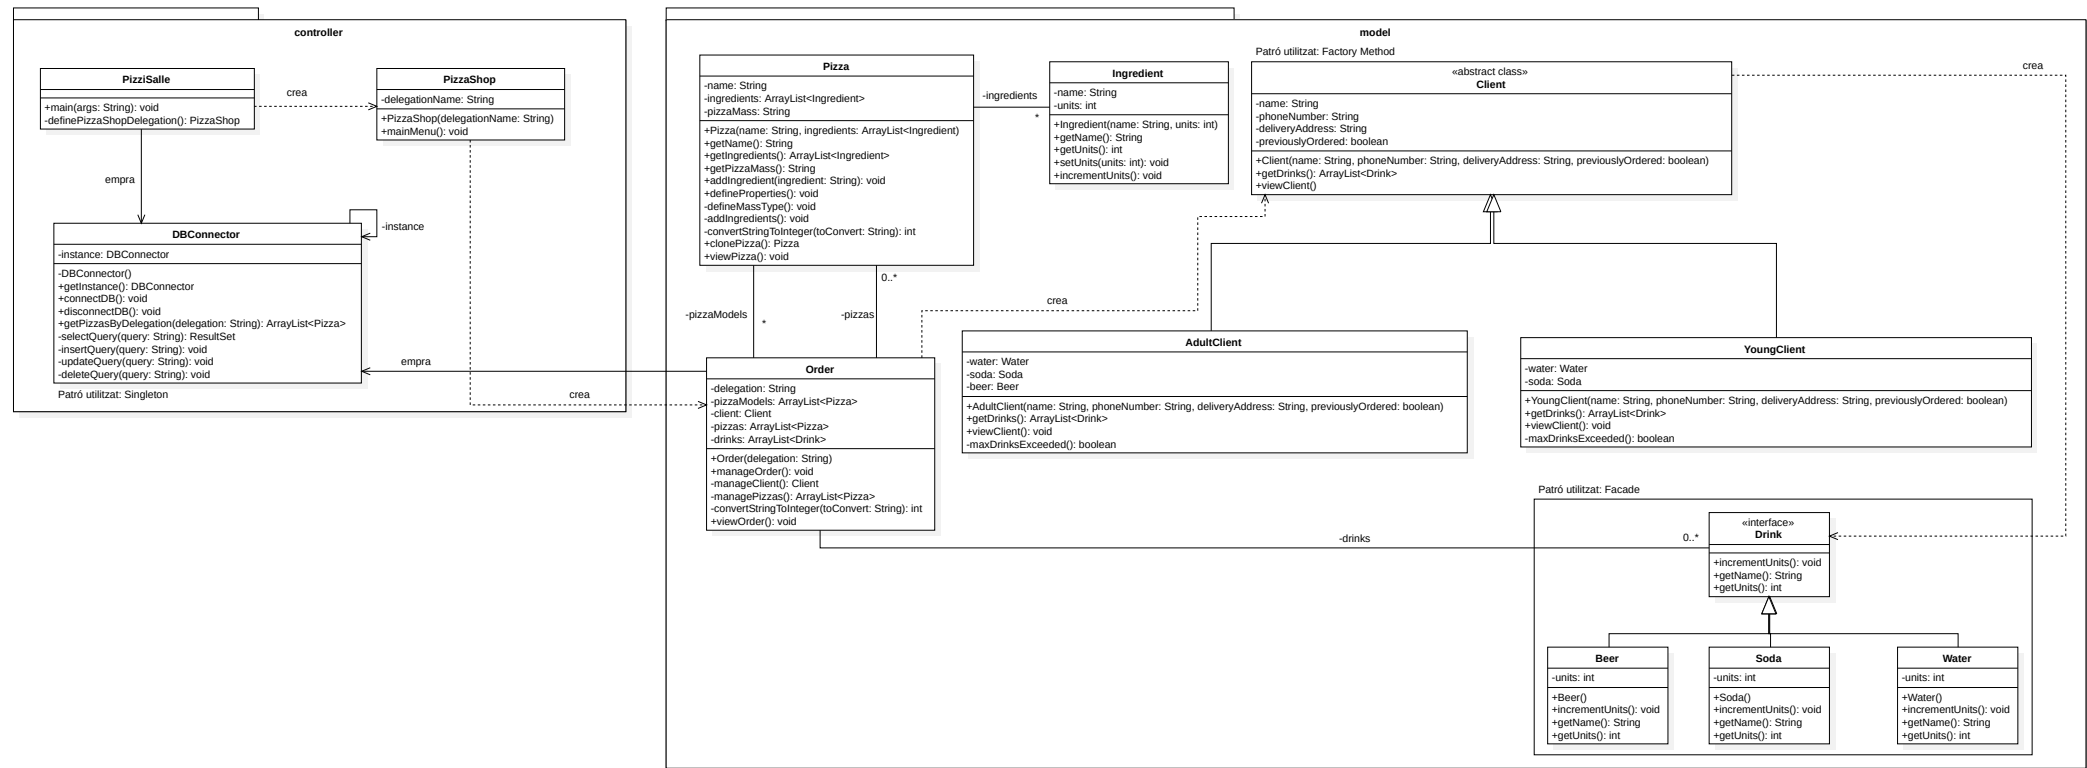 controller
PizziSalle
+main(args: String): void
-definePizzaShopDelegation(): PizzaShop
crea
PizzaShop
-delegationName: String
+PizzaShop(delegationName: String)
+mainMenu(): void
empra
DBConnector
-instance: DBConnector
-DBConnector()
+getInstance(): DBConnector
+connectDB(): void
+disconnectDB(): void
+getPizzasByDelegation(delegation: String): ArrayList<Pizza>
-selectQuery(query: String): ResultSet
-insertQuery(query: String): void
-updateQuery(query: String): void
-deleteQuery(query: String): void
-instance
Patró utilitzat: Singleton
empra
crea
model
Pizza
-name: String
-ingredients: ArrayList<Ingredient>
-pizzaMass: String
+Pizza(name: String, ingredients: ArrayList<Ingredient)
+getName(): String
+getIngredients(): ArrayList<Ingredient>
+getPizzaMass(): String
+addIngredient(ingredient: String): void
+defineProperties(): void
-defineMassType(): void
-addIngredients(): void
-convertStringToInteger(toConvert: String): int
+clonePizza(): Pizza
+viewPizza(): void
-ingredients
*
Ingredient
-name: String
-units: int
+Ingredient(name: String, units: int)
+getName(): String
+getUnits(): int
+setUnits(units: int): void
+incrementUnits(): void
Patró utilitzat: Factory Method
«abstract class»
Client
-name: String
-phoneNumber: String
-deliveryAddress: String
-previouslyOrdered: boolean
+Client(name: String, phoneNumber: String, deliveryAddress: String, previouslyOrdered: boolean)
+getDrinks(): ArrayList<Drink>
+viewClient()
crea
0..*
-pizzaModels
*
-pizzas
crea
Order
-delegation: String
-pizzaModels: ArrayList<Pizza>
-client: Client
-pizzas: ArrayList<Pizza>
-drinks: ArrayList<Drink>
+Order(delegation: String)
+manageOrder(): void
-manageClient(): Client
-managePizzas(): ArrayList<Pizza>
-convertStringToInteger(toConvert: String): int
+viewOrder(): void
AdultClient
-water: Water
-soda: Soda
-beer: Beer
+AdultClient(name: String, phoneNumber: String, deliveryAddress: String, previouslyOrdered: boolean)
+getDrinks(): ArrayList<Drink>
+viewClient(): void
-maxDrinksExceeded(): boolean
YoungClient
-water: Water
-soda: Soda
+YoungClient(name: String, phoneNumber: String, deliveryAddress: String, previouslyOrdered: boolean)
+getDrinks(): ArrayList<Drink>
+viewClient(): void
-maxDrinksExceeded(): boolean
-drinks
0..*
Patró utilitzat: Facade
«interface»
Drink
+incrementUnits(): void
+getName(): String
+getUnits(): int
Beer
-units: int
+Beer()
+incrementUnits(): void
+getName(): String
+getUnits(): int
Soda
-units: int
+Soda()
+incrementUnits(): void
+getName(): String
+getUnits(): int
Water
-units: int
+Water()
+incrementUnits(): void
+getName(): String
+getUnits(): int